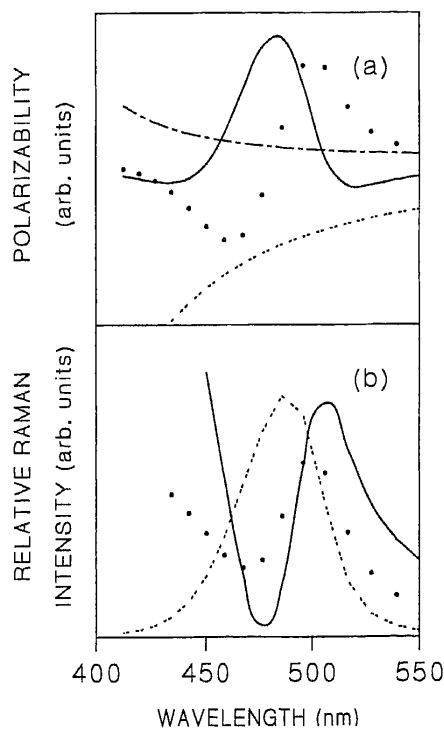 (a)
POLARIZABILITY
(arb. units)
(b)
RELATIVE RAMAN
INTENSITY (arb. units)
400 450 500 550
WAVELENGTH (nm)